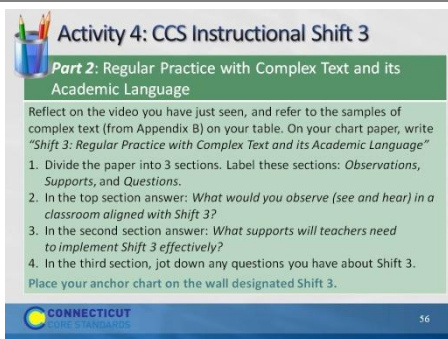 Activity 4: CCS Instructional Shift 3
Part 2: Regular Practice with Complex Text and its
Academic Language
Reflect on the video you have just seen, and refer to the samples of
complex text (from Appendix B) on your table. On your chart paper, write
“Shift 3: Regular Practice with Complex Text and its Academic Language”
1. Divide the paper into 3 sections. Label these sections: Observations,
Supports, and Questions.
2. In the top section answer: What would you observe (see and hear) in a
classroom aligned with Shift 3?
3. In the second section answer: What supports will teachers need
to implement Shift 3 effectively?
4. In the third section, jot down any questions you have about Shift 3.
Place your anchor chart on the wall designated Shift 3.
CONNECTICUT
CORE STANDARDS
56